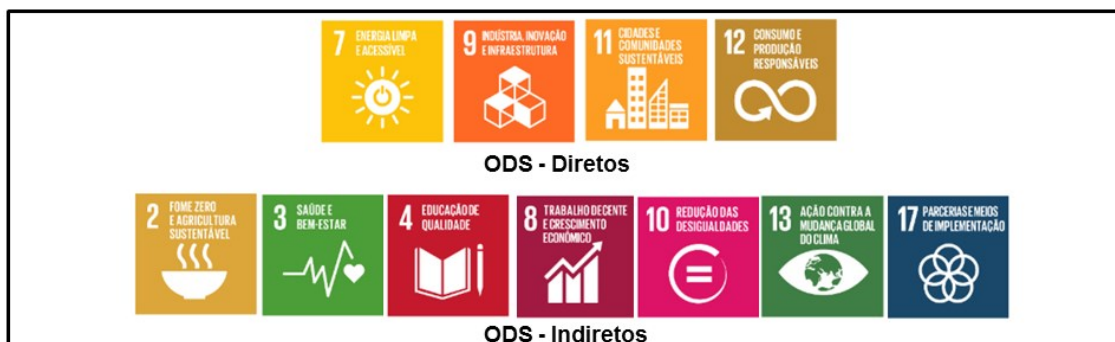 7 ENERGIA LIMPA
E ACESSÍVEL
9 INDÚSTRIA, INOVAÇÃO
E INFRAESTRUTURA
11 CIDADES E
COMUNIDADES
SUSTENTÁVEIS
12 CONSUMO E
PRODUÇÃO
RESPONSÁVEIS
ODS - Diretos
2 FOME ZERO
E AGRICULTURA
SUSTENTÁVEL
3 SAÚDE E
BEM-ESTAR
4 EDUCAÇÃO DE
QUALIDADE
8 TRABALHO DECENTE
E CRESCIMENTO
ECONÔMICO
10 REDUÇÃO DAS
DESIGUALDADES
13 AÇÃO CONTRA A
MUDANÇA GLOBAL
DO CLIMA
17 PARCERIAS E MEIOS
DE IMPLEMENTAÇÃO
ODS - Indiretos